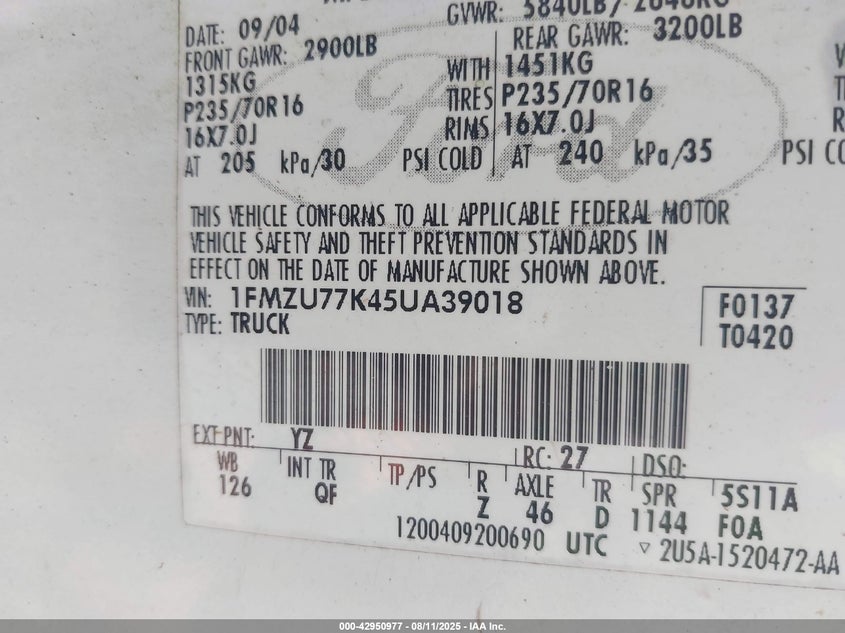 GVWR: 5840LB/ 2648KG
DATE: 09/04
FRONT GAWR: 2900LB
REAR GAWR: 3200LB
1315KG
WITH 1451KG
P235/70R16
TIRES P235/70R16
16X7.0J
RIMS 16X7.0J
AT 205 kPa/30 PSI COLD
AT 240 kPa/35 PSI CO
Ford
THIS VEHICLE CONFORMS TO ALL APPLICABLE FEDERAL MOTOR
VEHICLE SAFETY AND THEFT PREVENTION STANDARDS IN
EFFECT ON THE DATE OF MANUFACTURE SHOWN ABOVE.
VIN: 1FMZU77K45UA39018
F0137
TYPE: TRUCK
T0420
EXT PNT: YZ
RC: 27 DSO:
WB INT TR TP/PS R AXLE TR SPR 5S11A
126 QF Z 46 D 1144 F0A
1200409200690 UTC ▽ 2U5A-1520472-AA
000-42950977 - 08/11/2025 - IAA Inc.